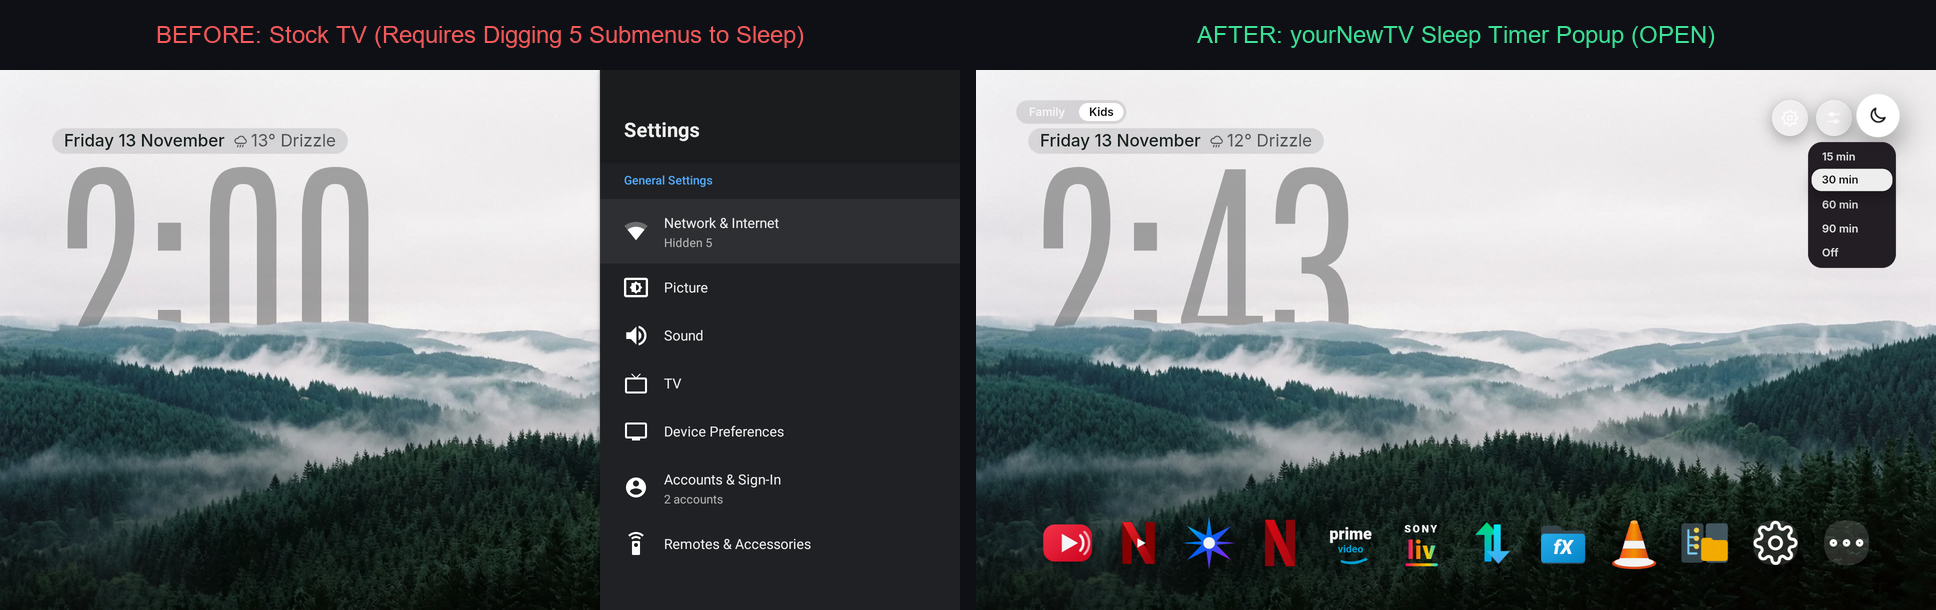 BEFORE: Stock TV (Requires Digging 5 Submenus to Sleep)
Friday 13 November 13° Drizzle
2:00
Settings
General Settings
Network & Internet
Hidden 5
Picture
Sound
TV
Device Preferences
Accounts & Sign-In
2 accounts
Remotes & Accessories
AFTER: yourNewTV Sleep Timer Popup (OPEN)
Family Kids
Friday 13 November 12° Drizzle
2:43
15 min
30 min
60 min
90 min
Off
N
N
prime
video
SONY
liv
fX